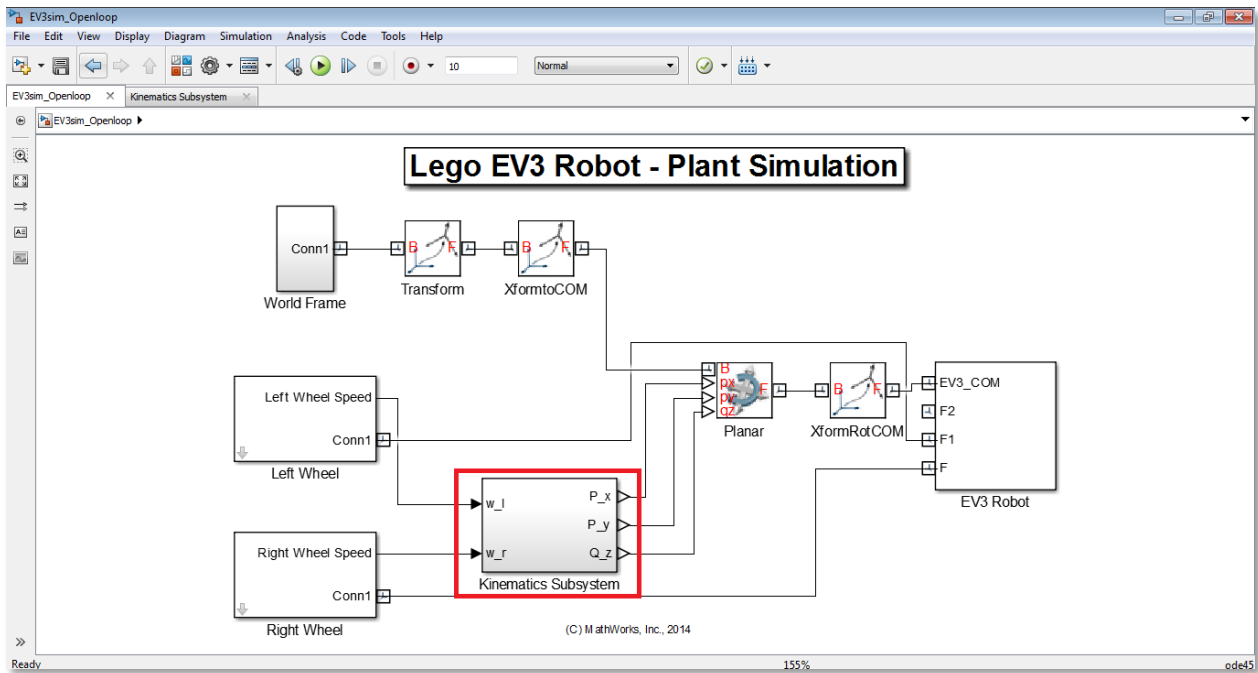 EV3sim_Openloop
File Edit View Display Diagram Simulation Analysis Code Tools Help
10 Normal
EV3sim_Openloop Kinematics Subsystem
EV3sim_Openloop
Lego EV3 Robot - Plant Simulation
Conn1
World Frame
B F
Transform
B F
XformtoCOM
Left Wheel Speed
Conn1
Left Wheel
Right Wheel Speed
Conn1
Right Wheel
w_l
w_r
P_x
P_y
Q_z
Kinematics Subsystem
B
px
py
qz
F
Planar
B F
XformRotCOM
EV3_COM
F2
F1
F
EV3 Robot
(C) MathWorks, Inc., 2014
Ready 155% ode45